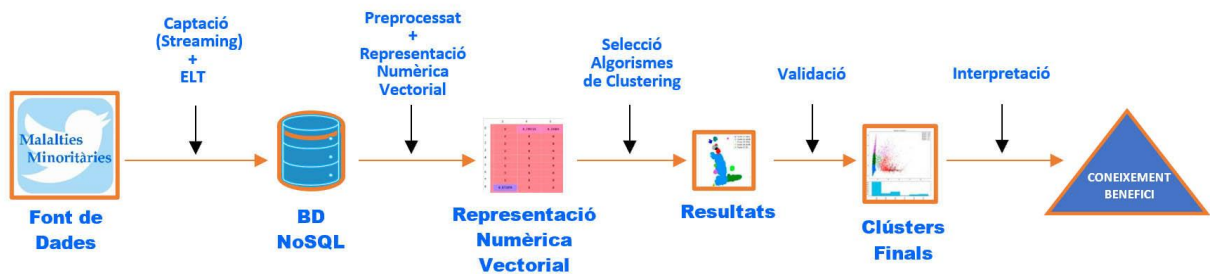 Captació
(Streaming)
+
ELT
Preprocessat
+
Representació
Numèrica
Vectorial
Selecció
Algorismes
de Clustering
Validació
Interpretació
Malalties
Minoritàries
CONEIXEMENT
BENEFICI
Font de
Dades
BD
NoSQL
Representació
Numèrica
Vectorial
Resultats
Clústers
Finals